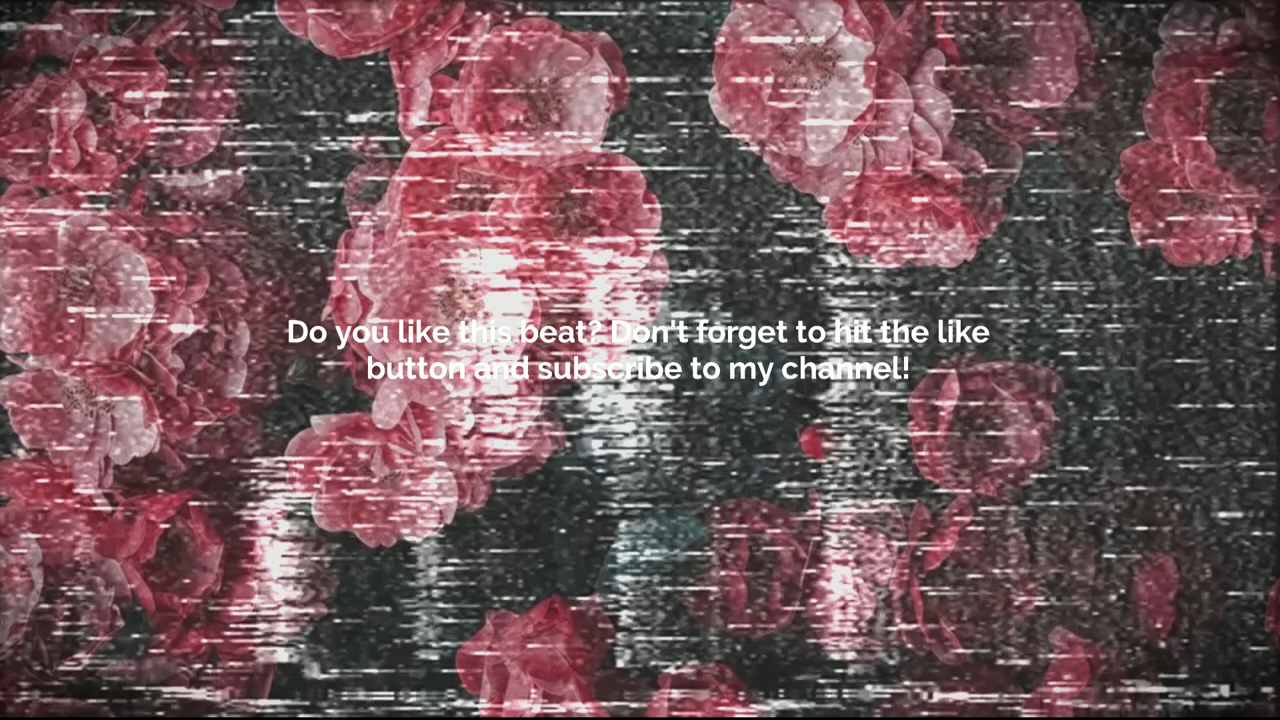 Do you like this beat? Don't forget to hit the like
button and subscribe to my channel!